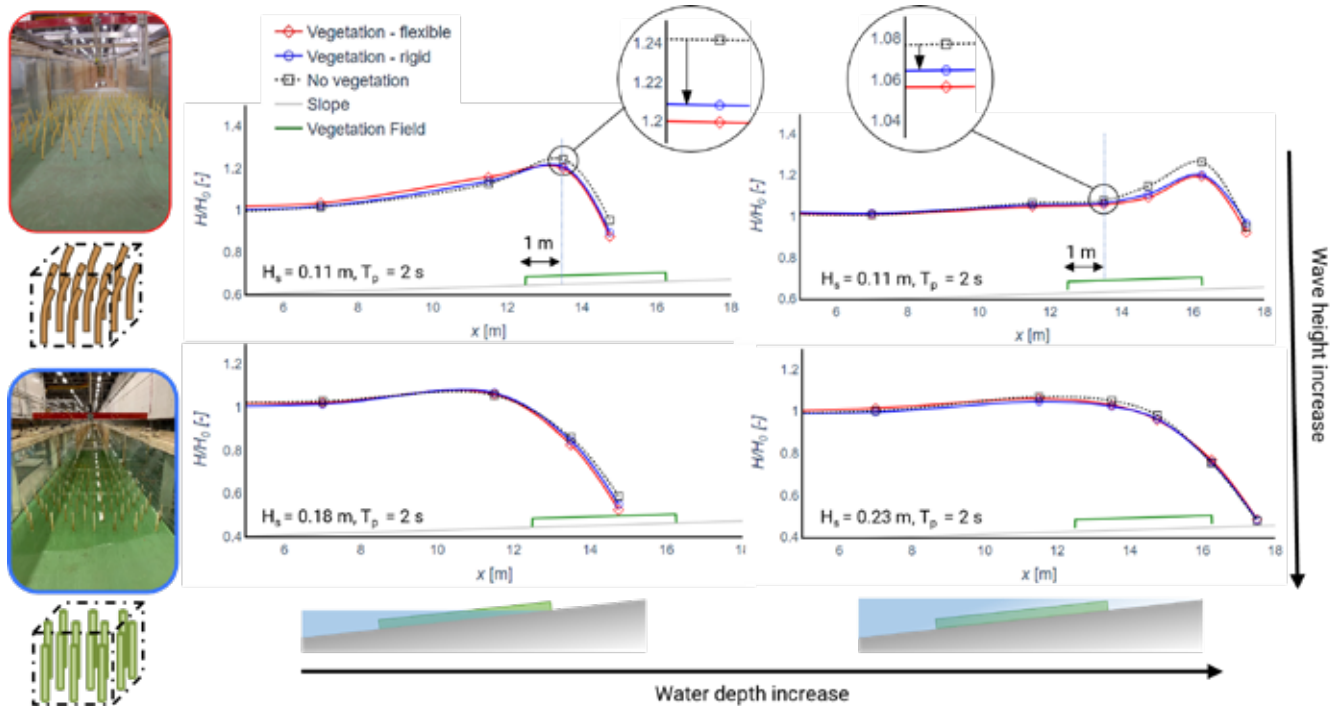 Vegetation - flexible
Vegetation - rigid
No vegetation
Slope
Vegetation Field
1.24
1.22
1.2
1.08
1.06
1.04
1.4
1.2
1
0.8
0.6
H/H₀ [-]
1 m
Hₛ = 0.11 m, Tₚ = 2 s
6 8 10 12 14 16 18
x [m]
1.4
1.2
1
0.8
0.6
H/H₀ [-]
1 m
Hₛ = 0.11 m, Tₚ = 2 s
6 8 10 12 14 16 18
x [m]
1.2
1
0.8
0.6
0.4
H/H₀ [-]
Hₛ = 0.18 m, Tₚ = 2 s
6 8 10 12 14 16 18
x [m]
1.2
1
0.8
0.6
0.4
H/H₀ [-]
Hₛ = 0.23 m, Tₚ = 2 s
6 8 10 12 14 16 18
x [m]
Wave height increase
Water depth increase